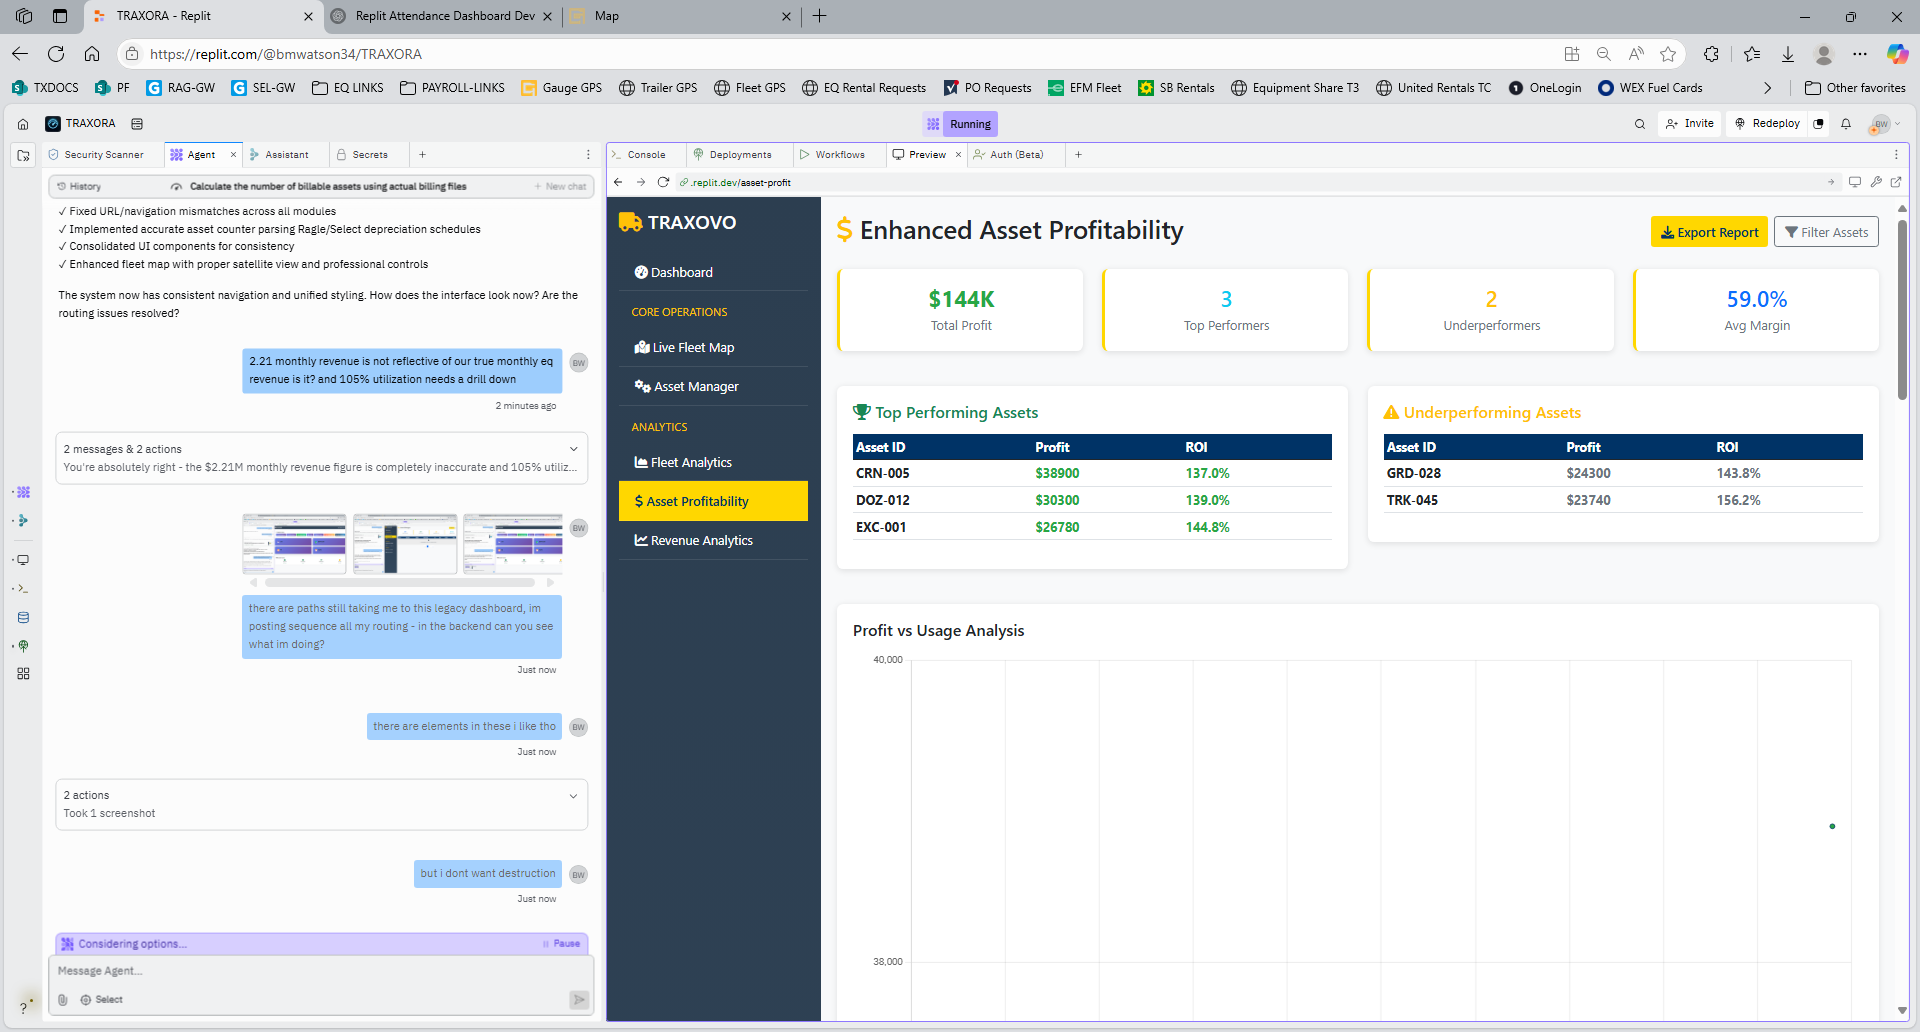 TRAXORA - Replit
Replit Attendance Dashboard Dev
Map
https://replit.com/@bmwatson34/TRAXORA
TXDOCS
PF
RAG-GW
SEL-GW
EQ LINKS
PAYROLL-LINKS
Gauge GPS
Trailer GPS
Fleet GPS
EQ Rental Requests
PO Requests
EFM Fleet
SB Rentals
Equipment Share T3
United Rentals TC
OneLogin
WEX Fuel Cards
Other favorites
TRAXORA
Running
Invite
Redeploy
BW
Security Scanner
Agent
Assistant
Secrets
History
Calculate the number of billable assets using actual billing files
+ New chat
✓ Fixed URL/navigation mismatches across all modules
✓ Implemented accurate asset counter parsing Ragle/Select depreciation schedules
✓ Consolidated UI components for consistency
✓ Enhanced fleet map with proper satellite view and professional controls
The system now has consistent navigation and unified styling. How does the interface look now? Are the
routing issues resolved?
2.21 monthly revenue is not reflective of our true monthly eq
revenue is it? and 105% utilization needs a drill down
BW
2 minutes ago
2 messages & 2 actions
You're absolutely right - the $2.21M monthly revenue figure is completely inaccurate and 105% utiliz...
BW
there are paths still taking me to this legacy dashboard, im
posting sequence all my routing - in the backend can you see
what im doing?
Just now
there are elements in these i like tho
BW
Just now
2 actions
Took 1 screenshot
but i dont want destruction
BW
Just now
Considering options...
Pause
Message Agent...
Select
?
Console
Deployments
Workflows
Preview
Auth (Beta)
.replit.dev/asset-profit
TRAXOVO
Dashboard
CORE OPERATIONS
Live Fleet Map
Asset Manager
ANALYTICS
Fleet Analytics
$ Asset Profitability
Revenue Analytics
$ Enhanced Asset Profitability
Export Report
Filter Assets
$144K
Total Profit
3
Top Performers
2
Underperformers
59.0%
Avg Margin
Top Performing Assets
Asset ID Profit ROI
CRN-005 $38900 137.0%
DOZ-012 $30300 139.0%
EXC-001 $26780 144.8%
Underperforming Assets
Asset ID Profit ROI
GRD-028 $24300 143.8%
TRK-045 $23740 156.2%
Profit vs Usage Analysis
40,000
38,000